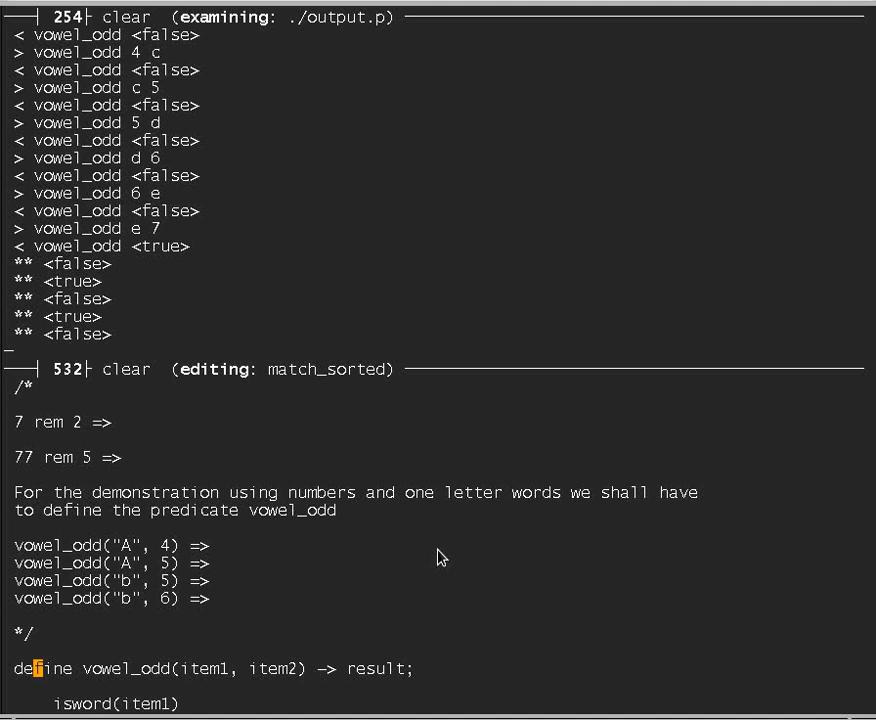 254 clear (examining: ./output.p)
< vowel_odd <false>
> vowel_odd 4 c
< vowel_odd <false>
> vowel_odd c 5
< vowel_odd <false>
> vowel_odd 5 d
< vowel_odd <false>
> vowel_odd d 6
< vowel_odd <false>
> vowel_odd 6 e
< vowel_odd <false>
> vowel_odd e 7
< vowel_odd <true>
** <false>
** <true>
** <false>
** <true>
** <false>
532 clear (editing: match_sorted)
/*
7 rem 2 =>
77 rem 5 =>
For the demonstration using numbers and one letter words we shall have
to define the predicate vowel_odd
vowel_odd("A", 4) =>
vowel_odd("A", 5) =>
vowel_odd("b", 5) =>
vowel_odd("b", 6) =>
*/
define vowel_odd(item1, item2) -> result;
isword(item1)